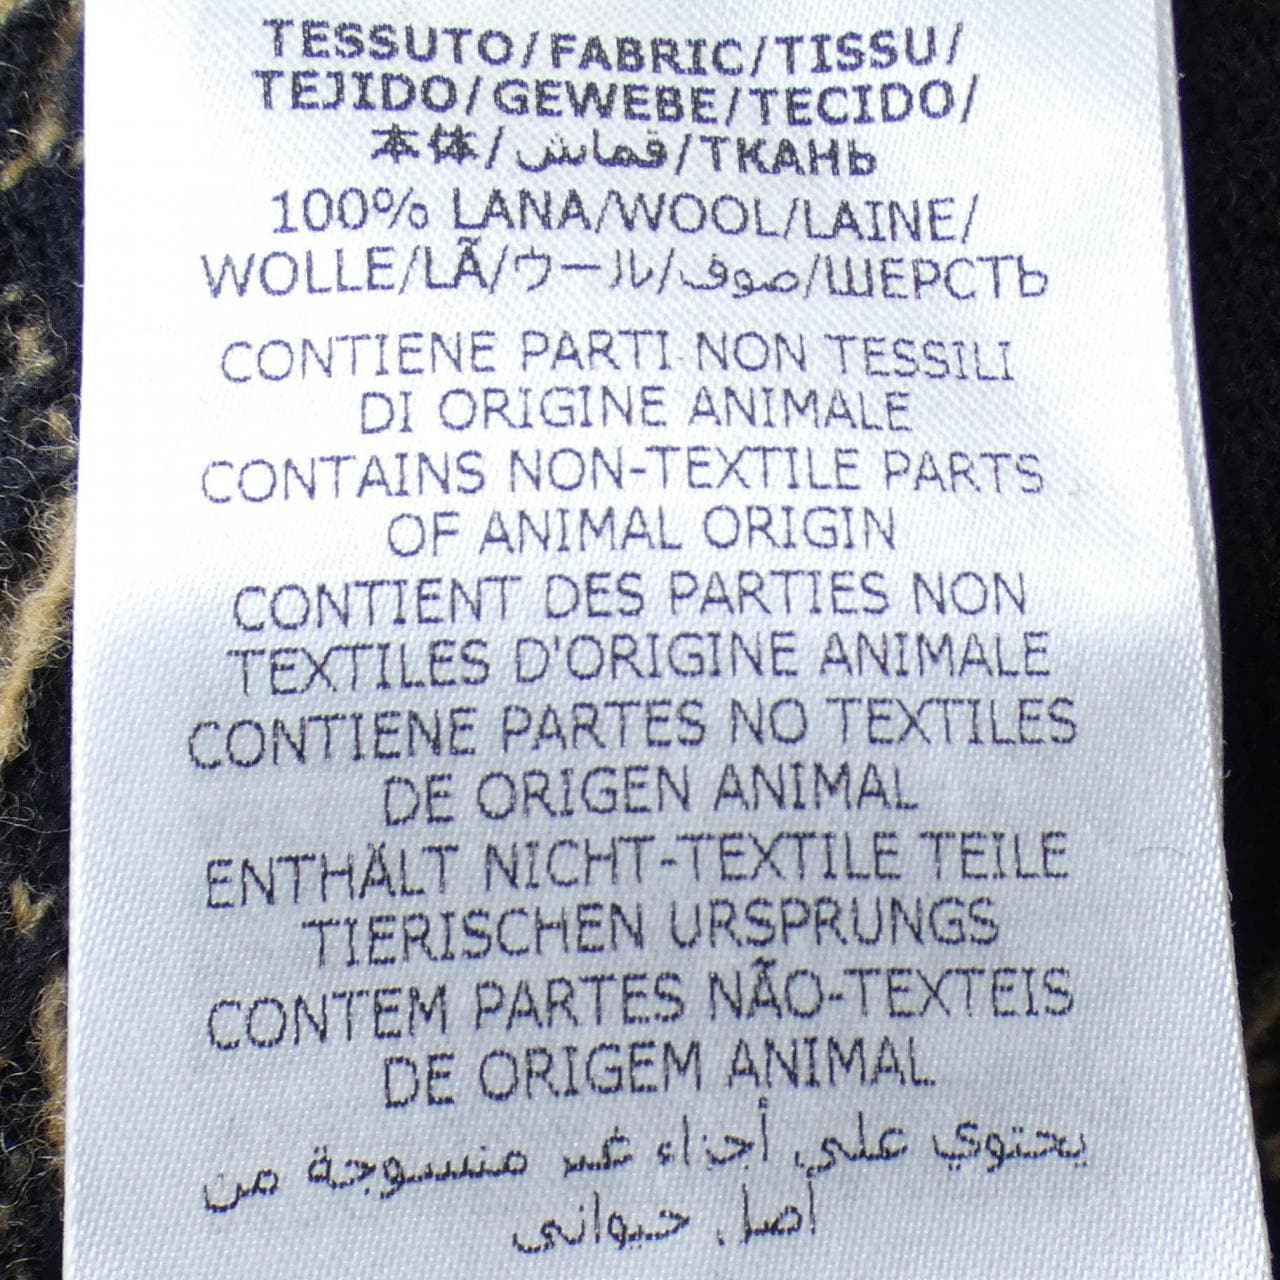 TESSUTO/FABRIC/TISSU/
TEJIDO/GEWEBE/TECIDO/
本体/قماش/ТКАНЬ
100% LANA/WOOL/LAINE/
WOLLE/LÃ/ウール/صوف/ШЕРСТЬ
CONTIENE PARTI NON TESSILI
DI ORIGINE ANIMALE
CONTAINS NON-TEXTILE PARTS
OF ANIMAL ORIGIN
CONTIENT DES PARTIES NON
TEXTILES D'ORIGINE ANIMALE
CONTIENE PARTES NO TEXTILES
DE ORIGEN ANIMAL
ENTHÄLT NICHT-TEXTILE TEILE
TIERISCHEN URSPRUNGS
CONTEM PARTES NÃO-TEXTEIS
DE ORIGEM ANIMAL
يحتوي على أجزاء غير منسوجة من
أصل حيواني